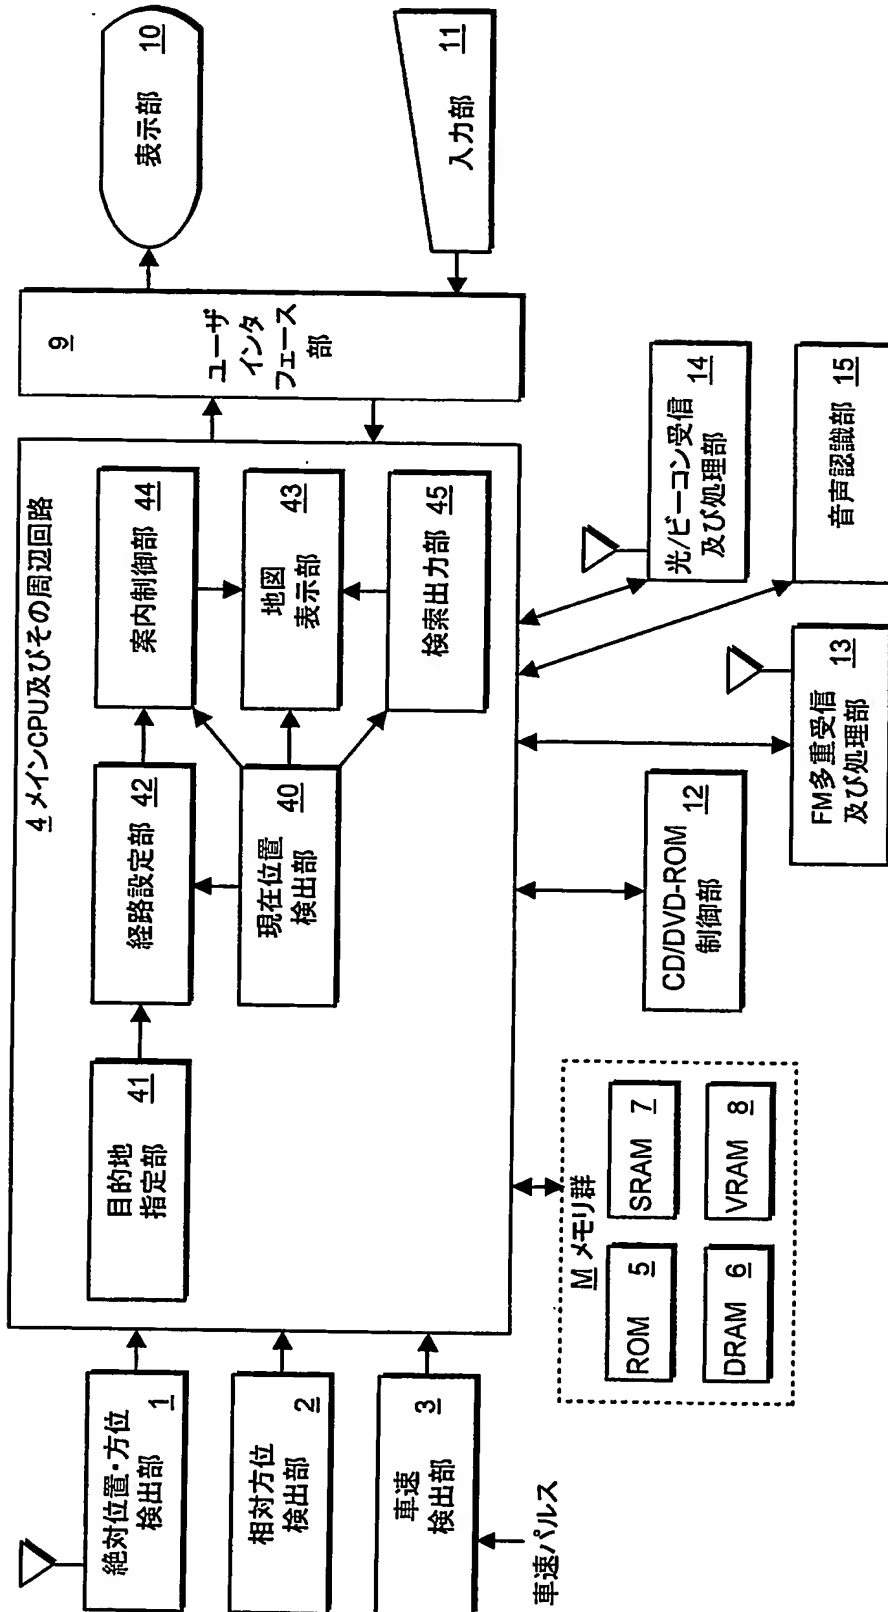 絶対位置・方位
検出部 1
相対方位
検出部 2
車速
検出部 3
車速パルス
4 メインCPU及びその周辺回路
目的地
指定部 41
経路設定部 42
案内制御部 44
現在位置
検出部 40
地図
表示部 43
検索出力部 45
9
ユーザ
インタ
フェース
部
表示部 10
入力部 11
M メモリ群
ROM 5
SRAM 7
DRAM 6
VRAM 8
CD/DVD-ROM
制御部 12
FM多重受信
及び処理部 13
光/ビーコン受信
及び処理部 14
音声認識部 15